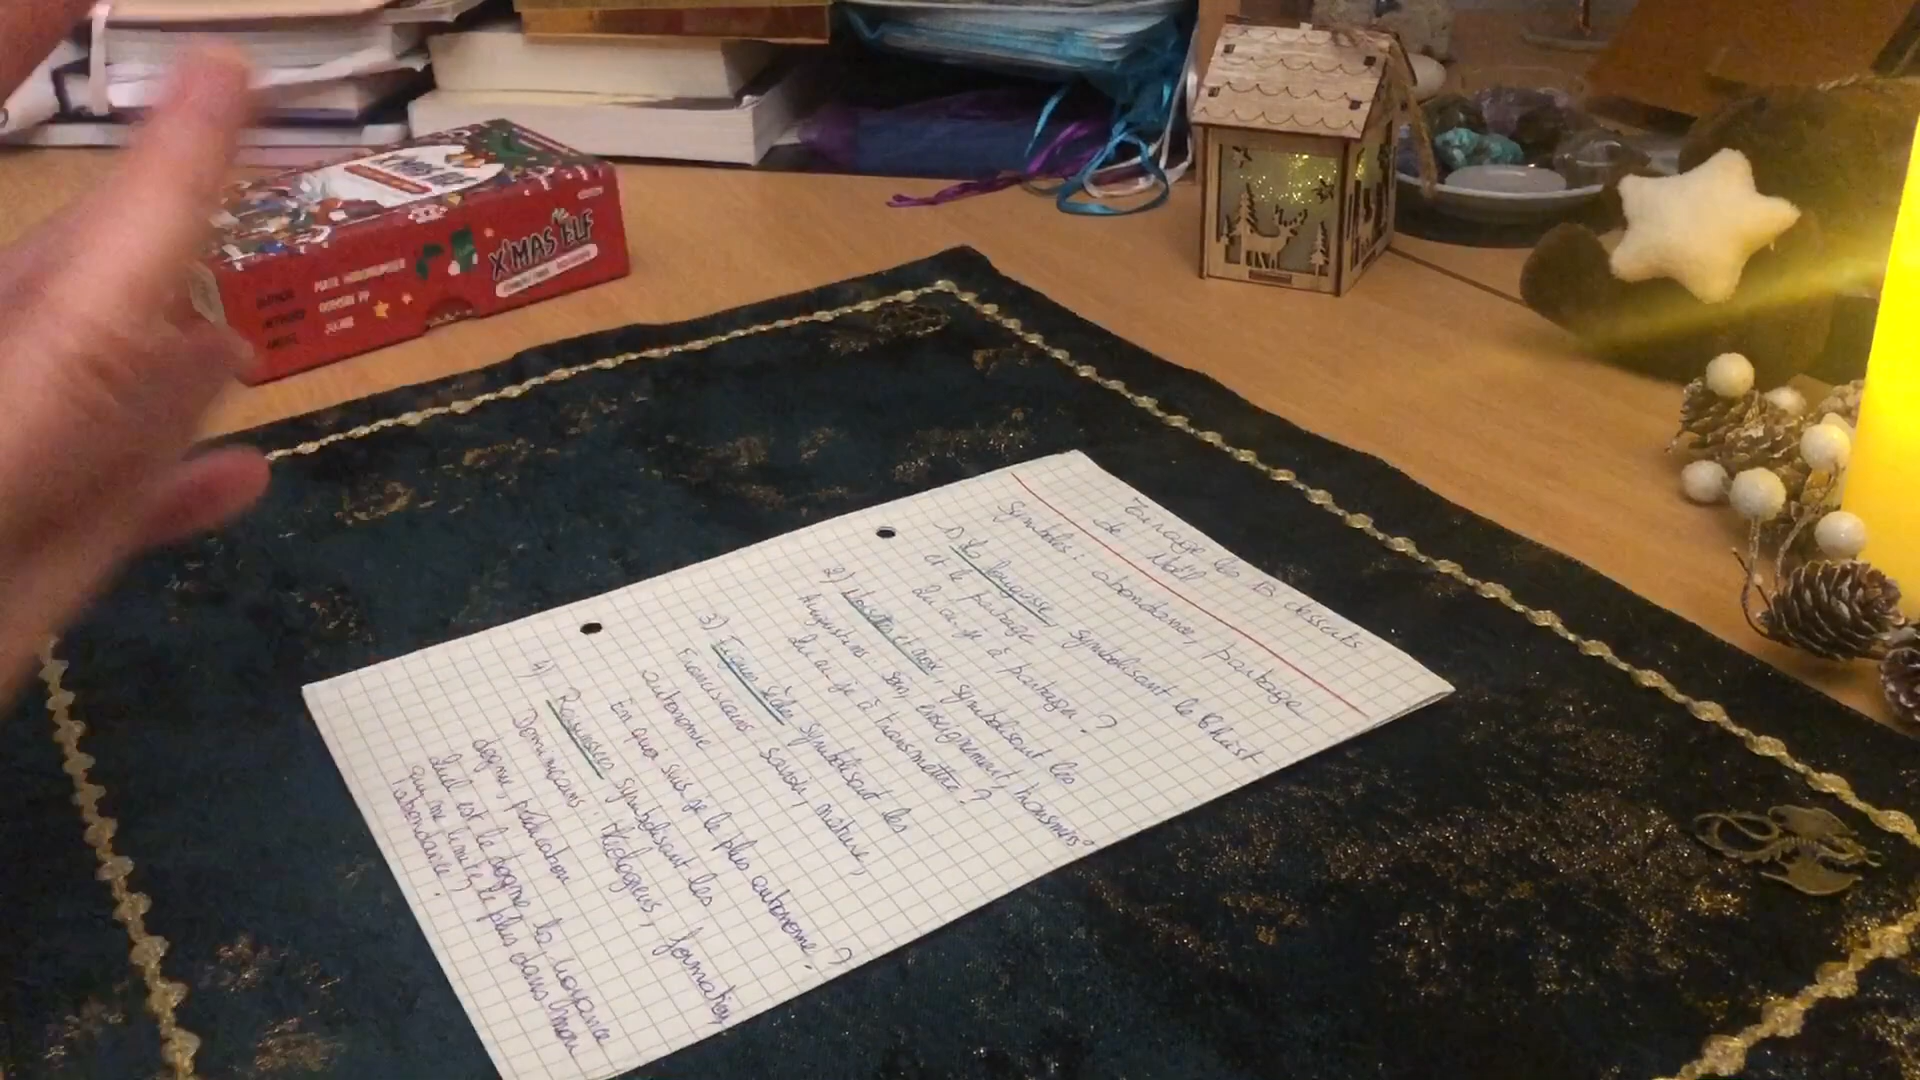 Tirage des 13 desserts
de Noël
Symboles : abondance, partage
1) La fougasse, symbolisant le Christ
et le partage
Qu'ai-je à partager ?
2) Noisettes et noix, symbolisant les
Augustins : soin, enseignement, transmis°
Qu'ai-je à transmettre ?
3) Figues sèches symbolisant les
Franciscains savoir, nature,
autonomie
En quoi suis-je le plus autonome ?
4) Raisins secs symbolisant les
Dominicains : théologiens, formation,
dogme, prédication
Quel est le dogme, la croyance
qui me limite le plus dans mon
abondance ?
X'MAS ELF